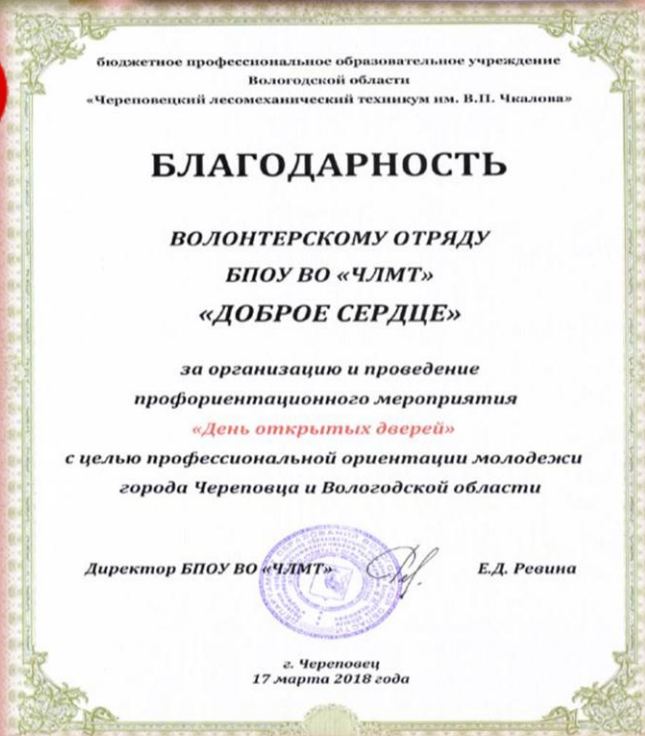 бюджетное профессиональное образовательное учреждение
Вологодской области
«Череповецкий лесомеханический техникум им. В.П. Чкалова»
БЛАГОДАРНОСТЬ
ВОЛОНТЕРСКОМУ ОТРЯДУ
БПОУ ВО «ЧЛМТ»
«ДОБРОЕ СЕРДЦЕ»
за организацию и проведение
профориентационного мероприятия
«День открытых дверей»
с целью профессиональной ориентации молодежи
города Череповца и Вологодской области
Директор БПОУ ВО «ЧЛМТ» Е.Д. Ревина
г. Череповец
17 марта 2018 года